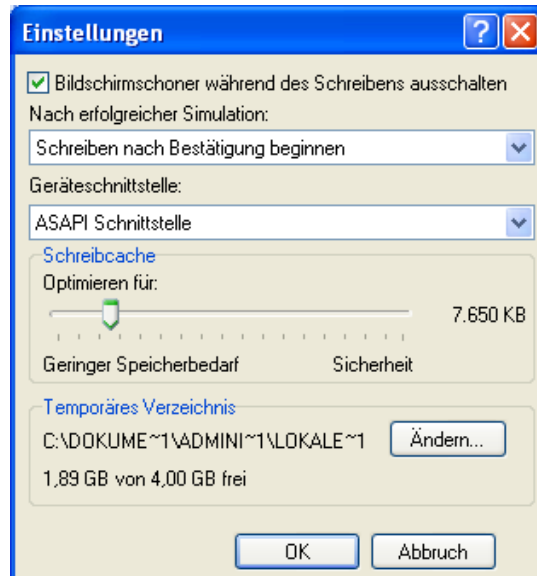 Einstellungen
Bildschirmschoner während des Schreibens ausschalten
Nach erfolgreicher Simulation:
Schreiben nach Bestätigung beginnen
Geräteschnittstelle:
ASAPI Schnittstelle
Schreibcache
Optimieren für:
7.650 KB
Geringer Speicherbedarf Sicherheit
Temporäres Verzeichnis
C:\DOKUME~1\ADMINI~1\LOKALE~1 Ändern...
1,89 GB von 4,00 GB frei
OK Abbruch